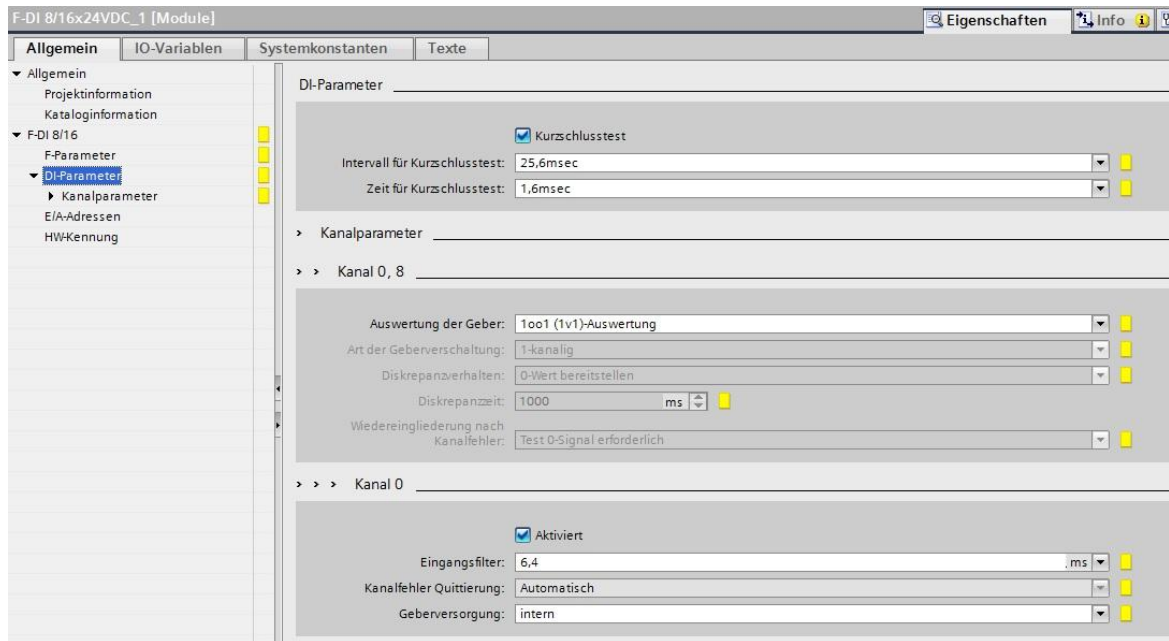 F-DI 8/16x24VDC_1 [Module]
Eigenschaften
Info
Allgemein
IO-Variablen
Systemkonstanten
Texte
Allgemein
Projektinformation
Kataloginformation
F-DI 8/16
F-Parameter
DI-Parameter
Kanalparameter
E/A-Adressen
HW-Kennung
DI-Parameter
Kurzschlusstest
Intervall für Kurzschlusstest: 25,6msec
Zeit für Kurzschlusstest: 1,6msec
> Kanalparameter
> > Kanal 0, 8
Auswertung der Geber: 1oo1 (1v1)-Auswertung
Art der Geberverschaltung: 1-kanalig
Diskrepanzverhalten: 0-Wert bereitstellen
Diskrepanzzeit: 1000 ms
Wiedereingliederung nach
Kanalfehler: Test 0-Signal erforderlich
> > > Kanal 0
Aktiviert
Eingangsfilter: 6,4 ms
Kanalfehler Quittierung: Automatisch
Geberversorgung: intern